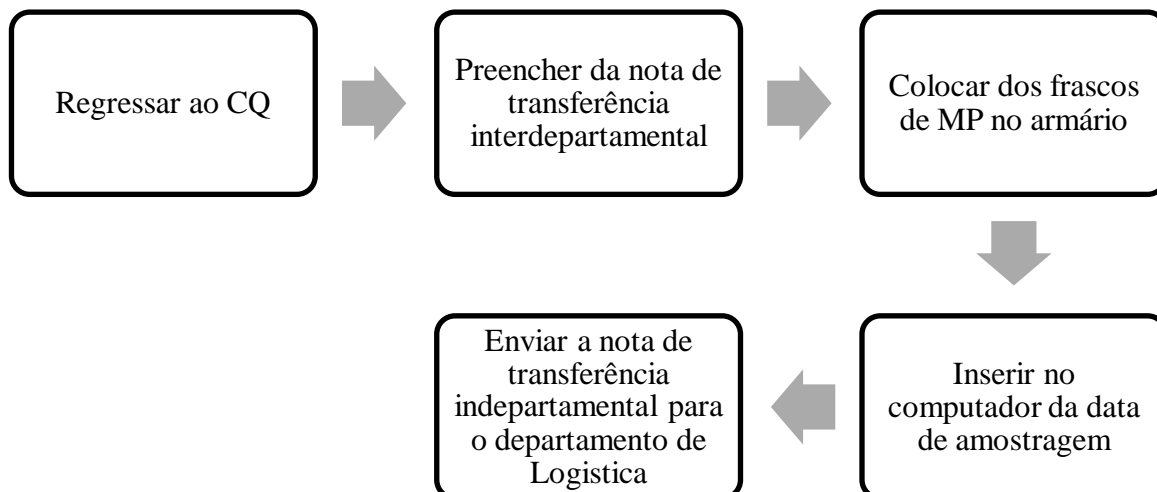 Regressar ao CQ
Preencher da nota de
transferência
interdepartamental
Colocar dos frascos
de MP no armário
Inserir no
computador da data
de amostragem
Enviar a nota de
transferência
indepartamental para
o departamento de
Logistica